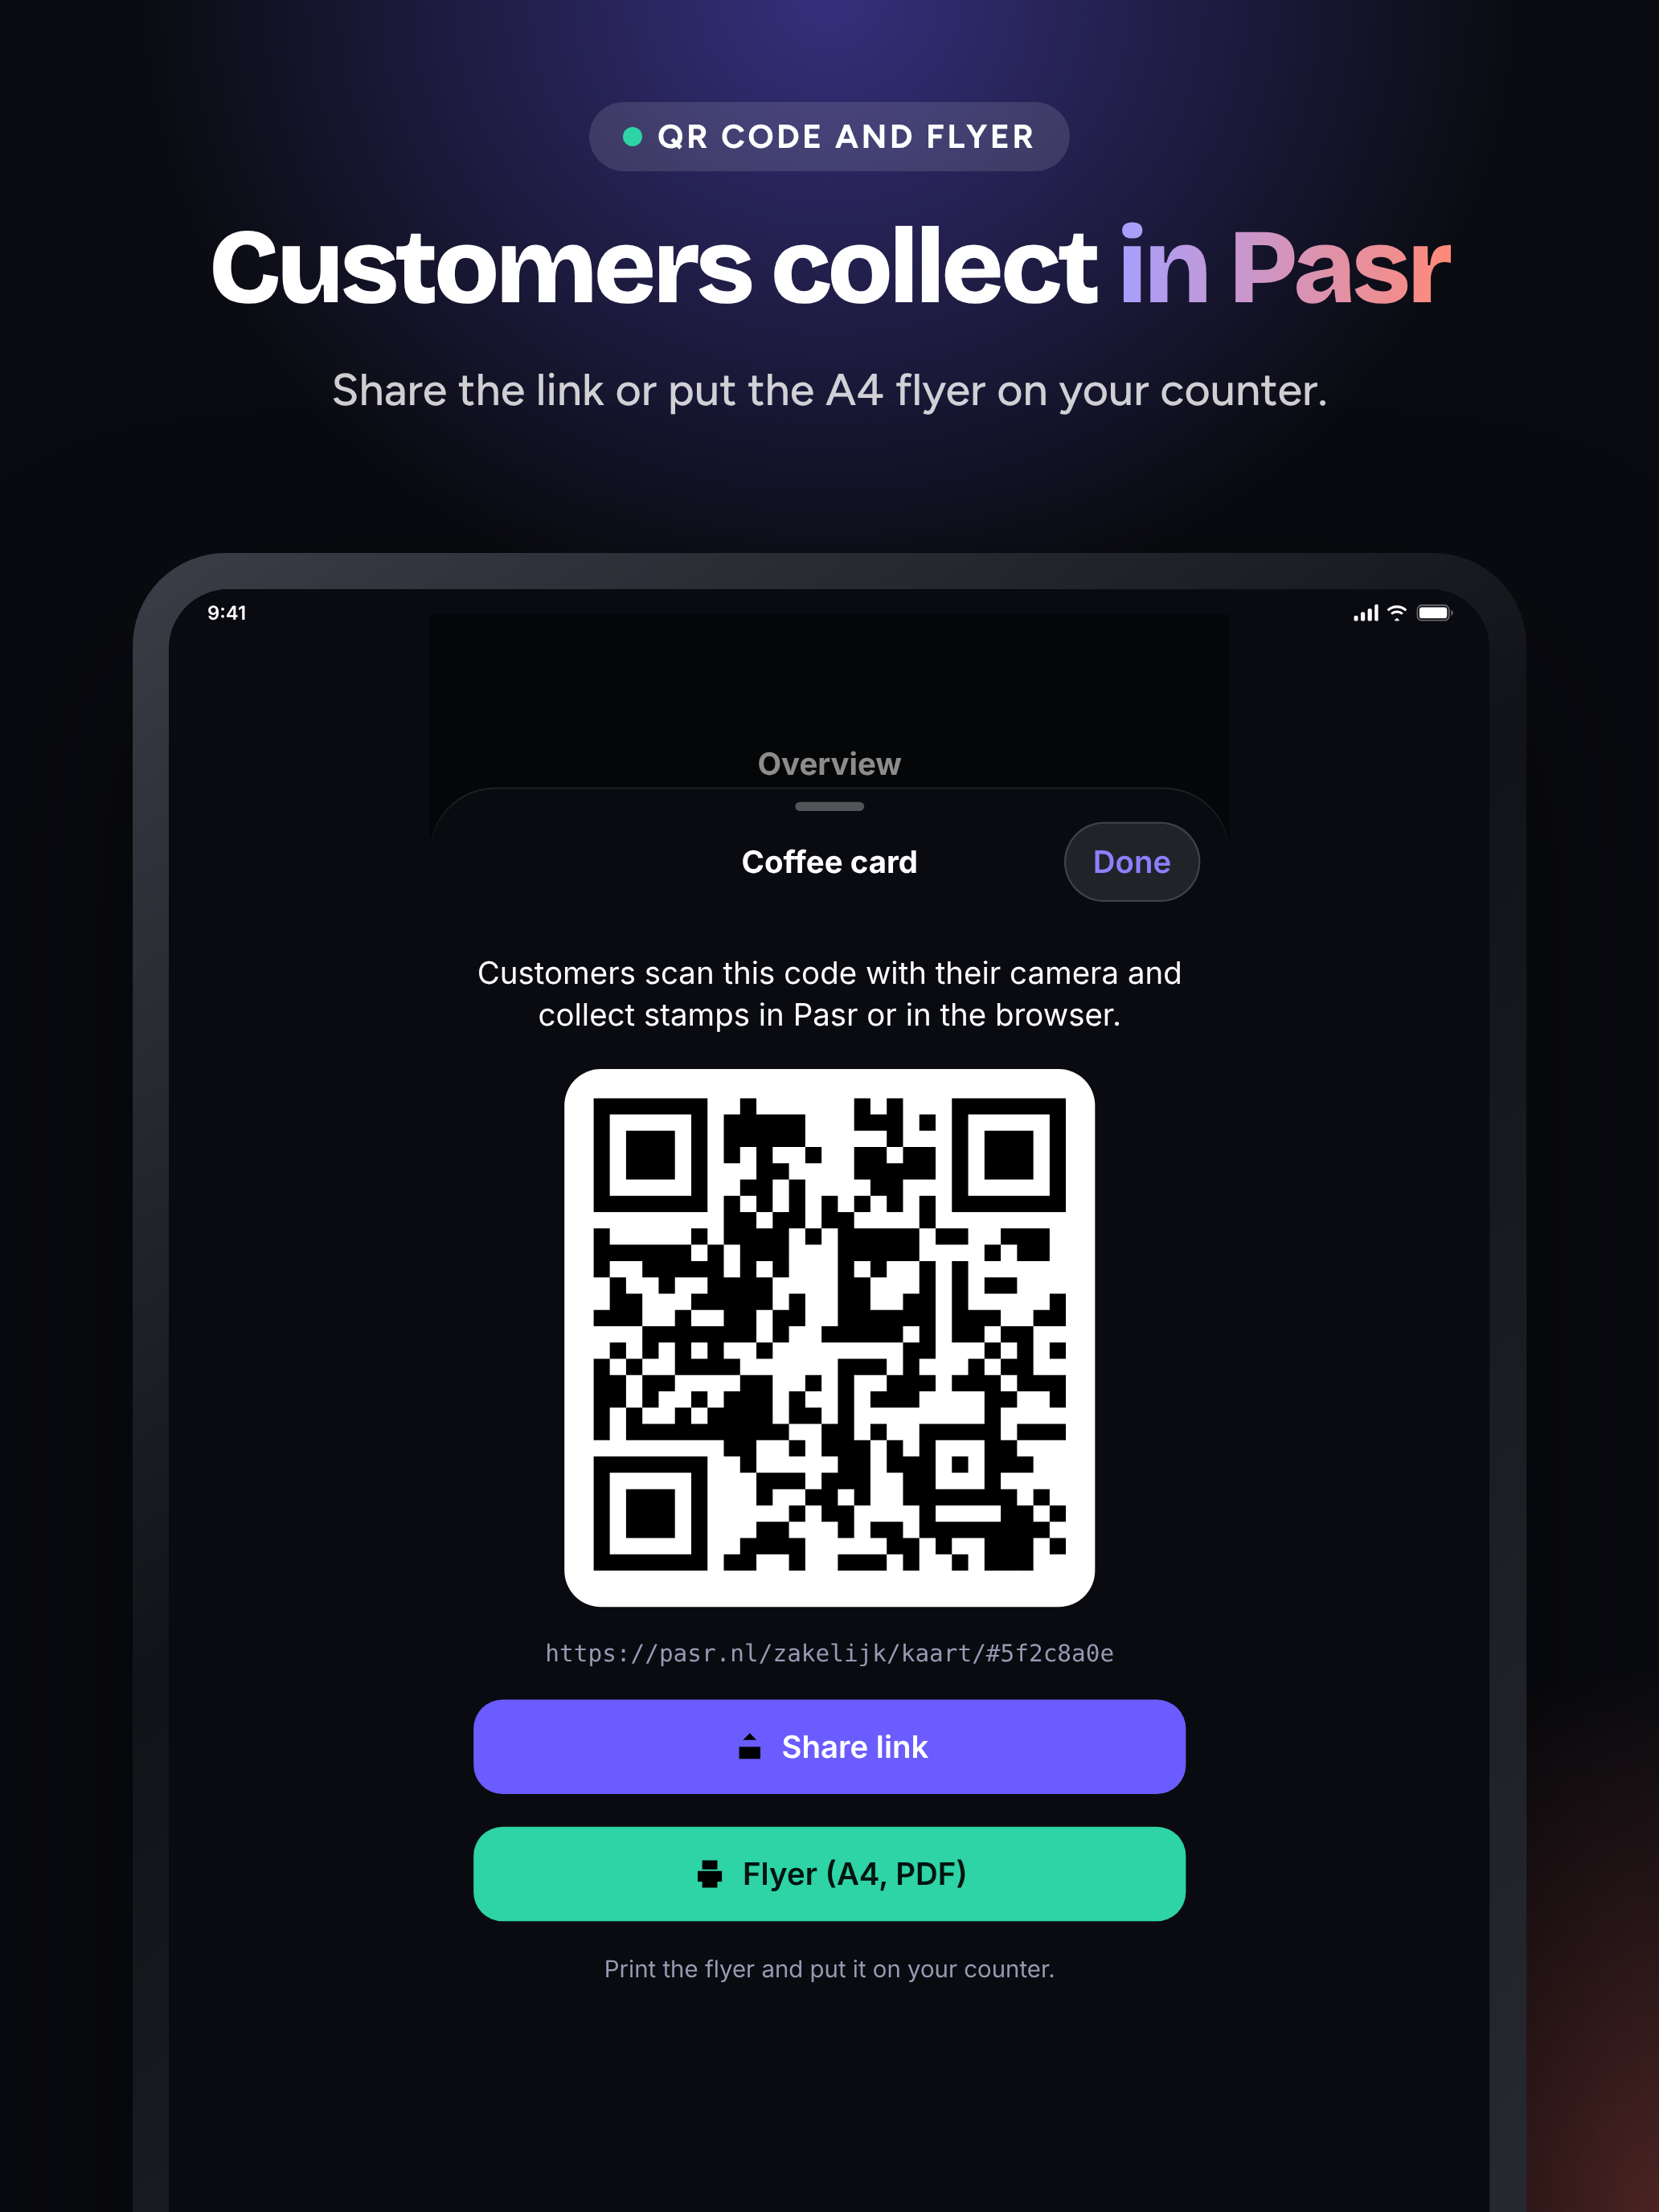 QR CODE AND FLYER
Customers collect in Pasr
Share the link or put the A4 flyer on your counter.
9:41
Overview
Coffee card
Done
Customers scan this code with their camera and
collect stamps in Pasr or in the browser.
https://pasr.nl/zakelijk/kaart/#5f2c8a0e
Share link
Flyer (A4, PDF)
Print the flyer and put it on your counter.